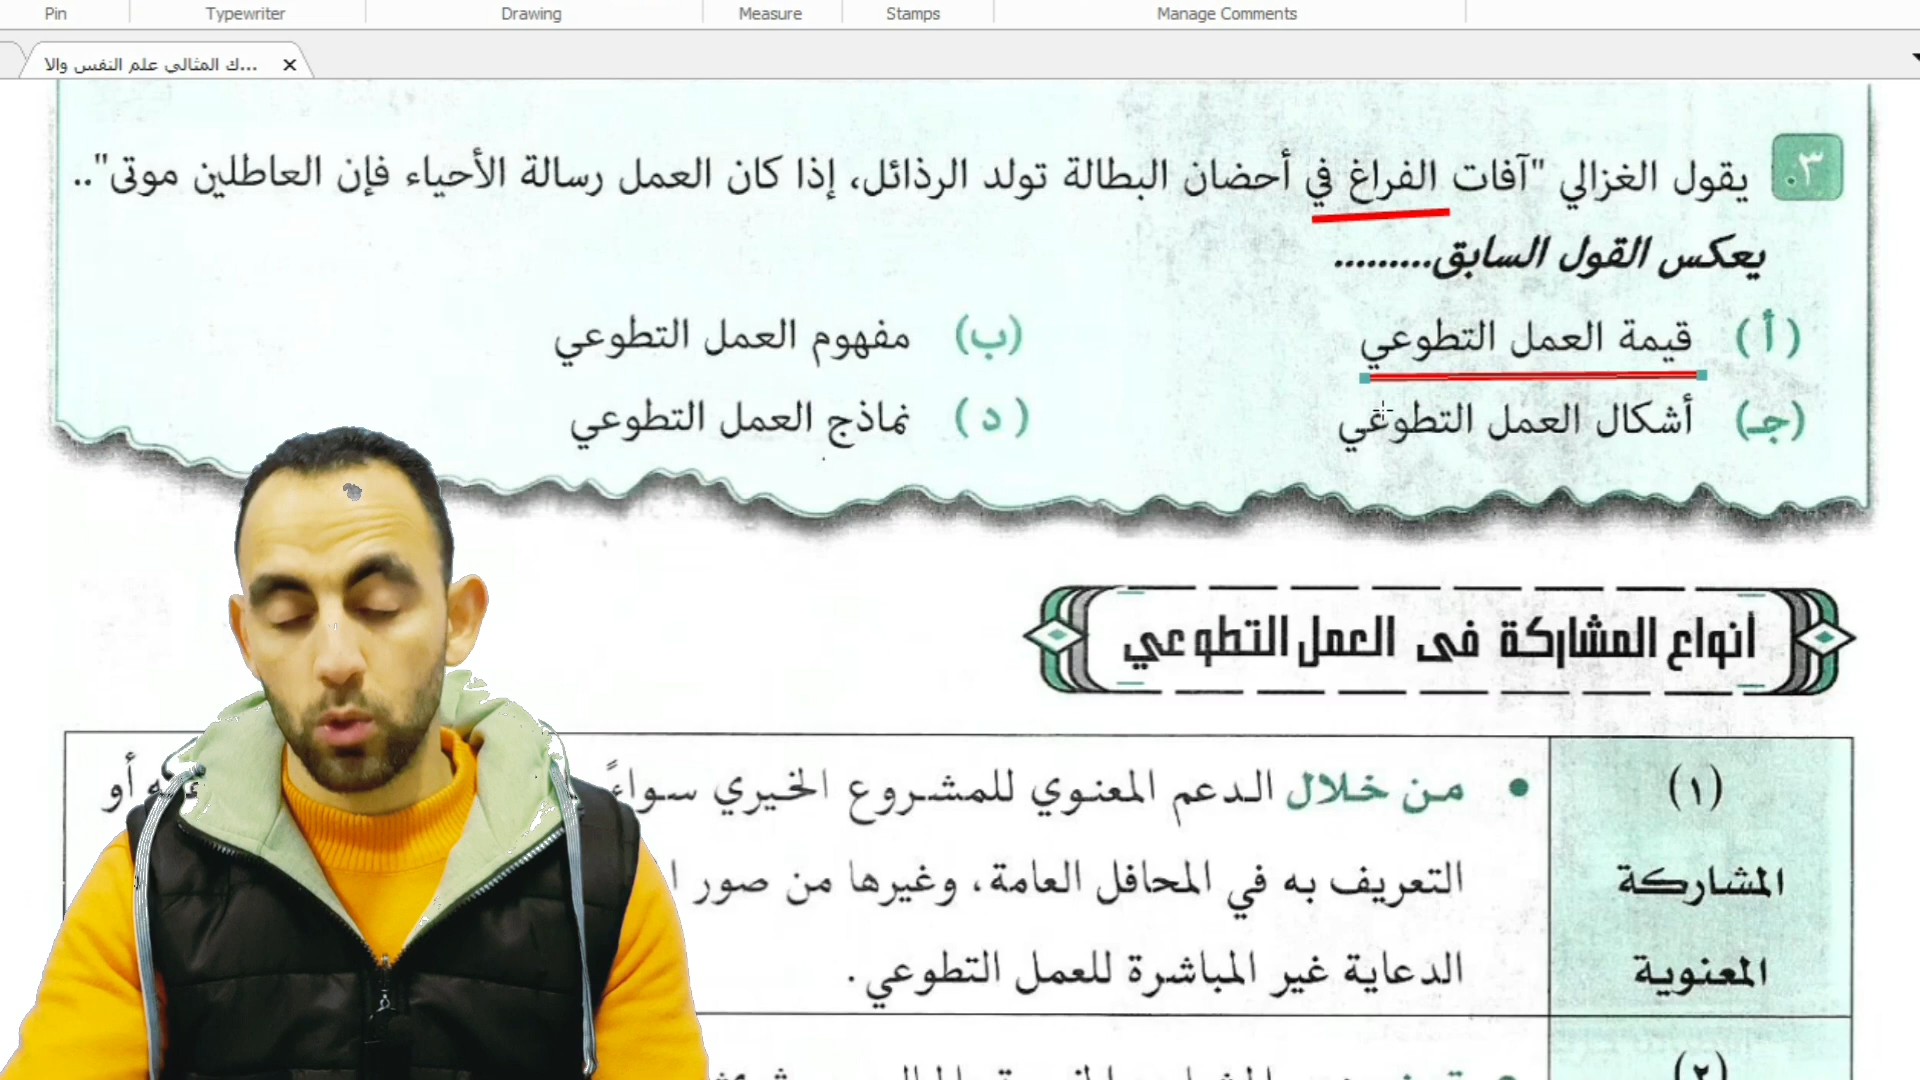 Pin Typewriter Drawing Measure Stamps Manage Comments
ك المثالي علم النفس والا...
٣. يقول الغزالي "آفات الفراغ في أحضان البطالة تولد الرذائل، إذا كان العمل رسالة الأحياء فإن العاطلين موتى"..
يعكس القول السابق.........
(أ) قيمة العمل التطوعي (ب) مفهوم العمل التطوعي
(جـ) أشكال العمل التطوعي (د) نماذج العمل التطوعي
أنواع المشاركة فى العمل التطوعي
(١) المشاركة المعنوية
• من خلال الدعم المعنوي للمشروع الخيري سواءً أو
التعريف به في المحافل العامة، وغيرها من صور
الدعاية غير المباشرة للعمل التطوعي.
(٢)